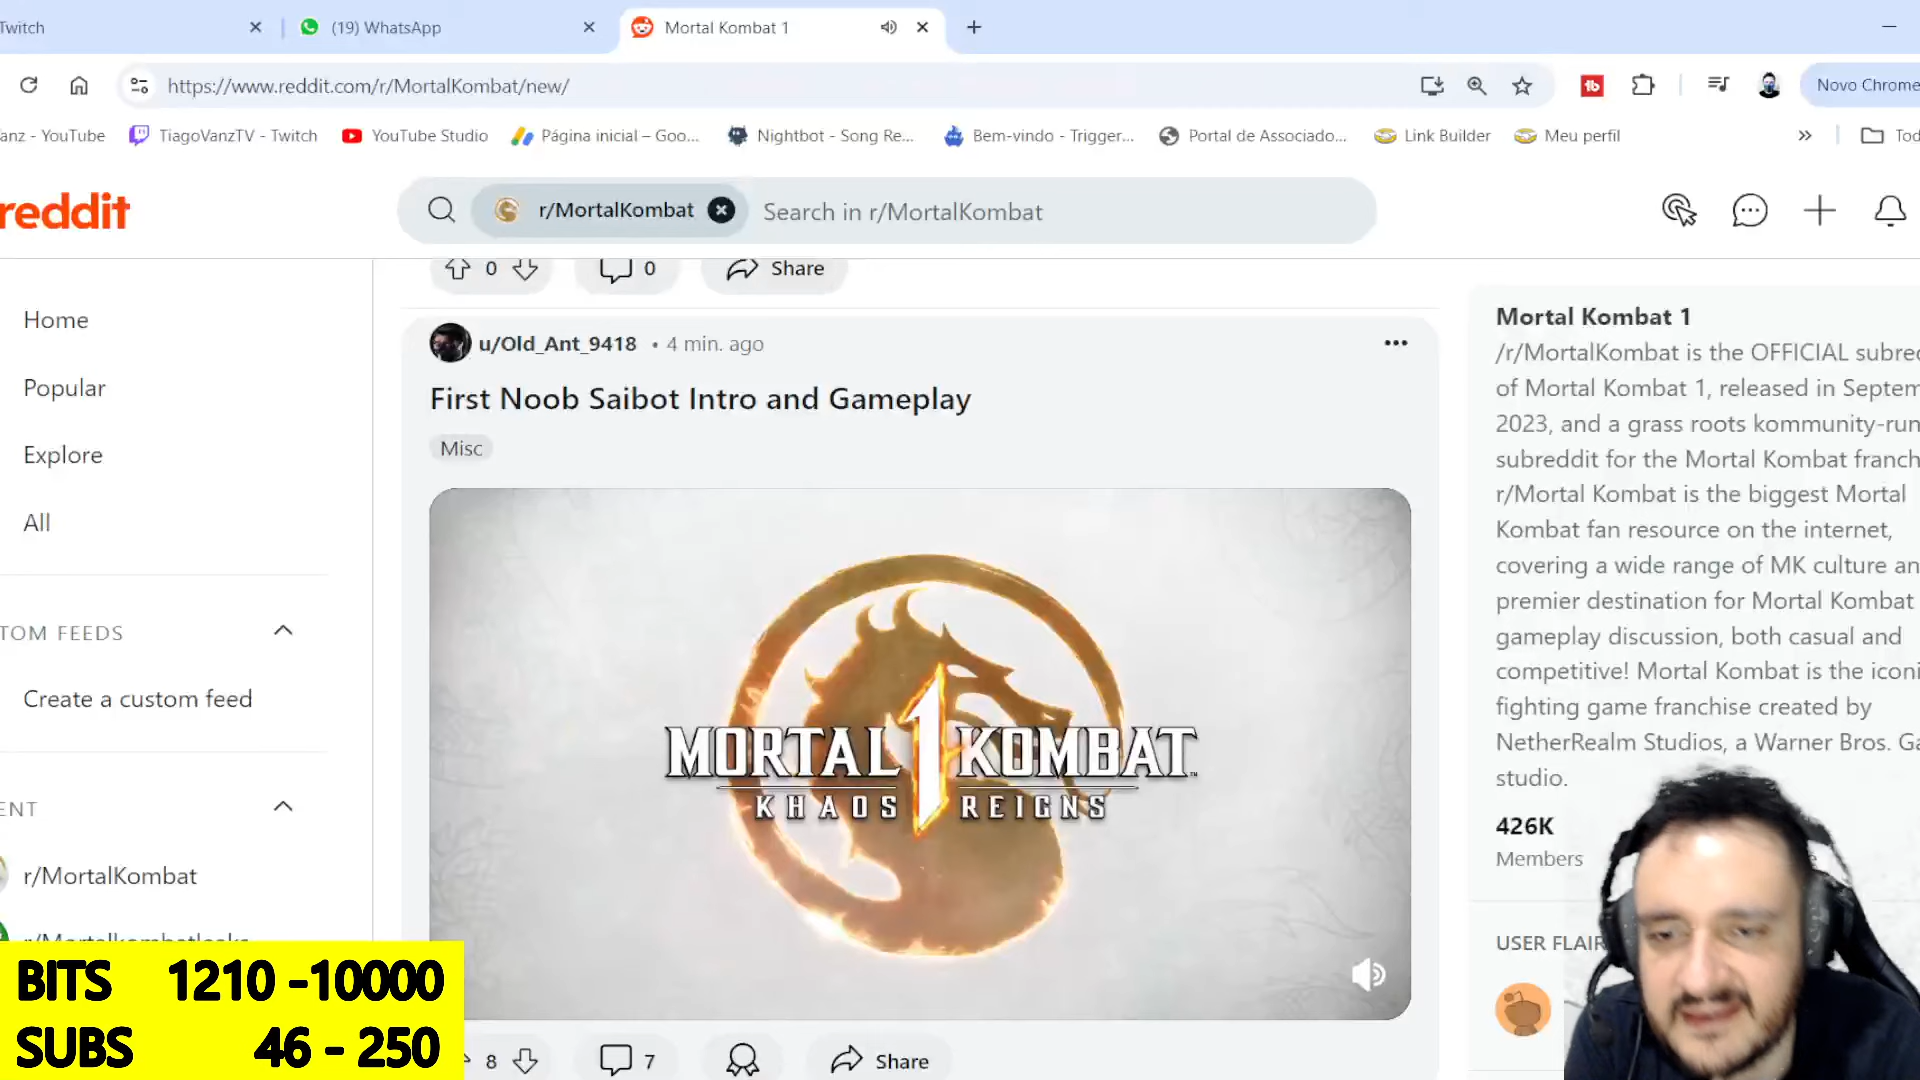 Twitch
(19) WhatsApp
Mortal Kombat 1
https://www.reddit.com/r/MortalKombat/new/
Novo Chrome
anz - YouTube
TiagoVanzTV - Twitch
YouTube Studio
Página inicial – Goo...
Nightbot - Song Re...
Bem-vindo - Trigger...
Portal de Associado...
Link Builder
Meu perfil
Tod
reddit
r/MortalKombat
Search in r/MortalKombat
0
0
Share
Home
Popular
Explore
All
TOM FEEDS
Create a custom feed
ENT
r/MortalKombat
r/Mortalkombatleaks
u/Old_Ant_9418 • 4 min. ago
First Noob Saibot Intro and Gameplay
Misc
MORTAL 1 KOMBAT
KHAOS REIGNS
8
7
Share
Mortal Kombat 1
/r/MortalKombat is the OFFICIAL subred
of Mortal Kombat 1, released in Septem
2023, and a grass roots kommunity-run
subreddit for the Mortal Kombat franch
r/Mortal Kombat is the biggest Mortal
Kombat fan resource on the internet,
covering a wide range of MK culture an
premier destination for Mortal Kombat
gameplay discussion, both casual and
competitive! Mortal Kombat is the iconi
fighting game franchise created by
NetherRealm Studios, a Warner Bros. Ga
studio.
426K
Members
USER FLAIR
BITS 1210 -10000
SUBS 46 - 250